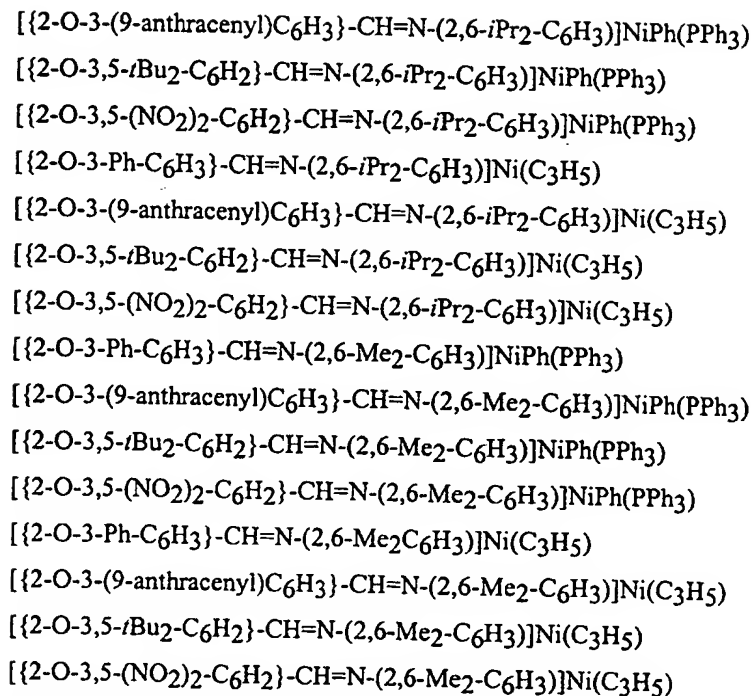 [{2-O-3-(9-anthracenyl)C6H3}-CH=N-(2,6-iPr2-C6H3)]NiPh(PPh3)
[{2-O-3,5-tBu2-C6H2}-CH=N-(2,6-iPr2-C6H3)]NiPh(PPh3)
[{2-O-3,5-(NO2)2-C6H2}-CH=N-(2,6-iPr2-C6H3)]NiPh(PPh3)
[{2-O-3-Ph-C6H3}-CH=N-(2,6-iPr2-C6H3)]Ni(C3H5)
[{2-O-3-(9-anthracenyl)C6H3}-CH=N-(2,6-iPr2-C6H3)]Ni(C3H5)
[{2-O-3,5-tBu2-C6H2}-CH=N-(2,6-iPr2-C6H3)]Ni(C3H5)
[{2-O-3,5-(NO2)2-C6H2}-CH=N-(2,6-iPr2-C6H3)]Ni(C3H5)
[{2-O-3-Ph-C6H3}-CH=N-(2,6-Me2-C6H3)]NiPh(PPh3)
[{2-O-3-(9-anthracenyl)C6H3}-CH=N-(2,6-Me2-C6H3)]NiPh(PPh3)
[{2-O-3,5-tBu2-C6H2}-CH=N-(2,6-Me2-C6H3)]NiPh(PPh3)
[{2-O-3,5-(NO2)2-C6H2}-CH=N-(2,6-Me2-C6H3)]NiPh(PPh3)
[{2-O-3-Ph-C6H3}-CH=N-(2,6-Me2C6H3)]Ni(C3H5)
[{2-O-3-(9-anthracenyl)C6H3}-CH=N-(2,6-Me2-C6H3)]Ni(C3H5)
[{2-O-3,5-tBu2-C6H2}-CH=N-(2,6-Me2-C6H3)]Ni(C3H5)
[{2-O-3,5-(NO2)2-C6H2}-CH=N-(2,6-Me2-C6H3)]Ni(C3H5)